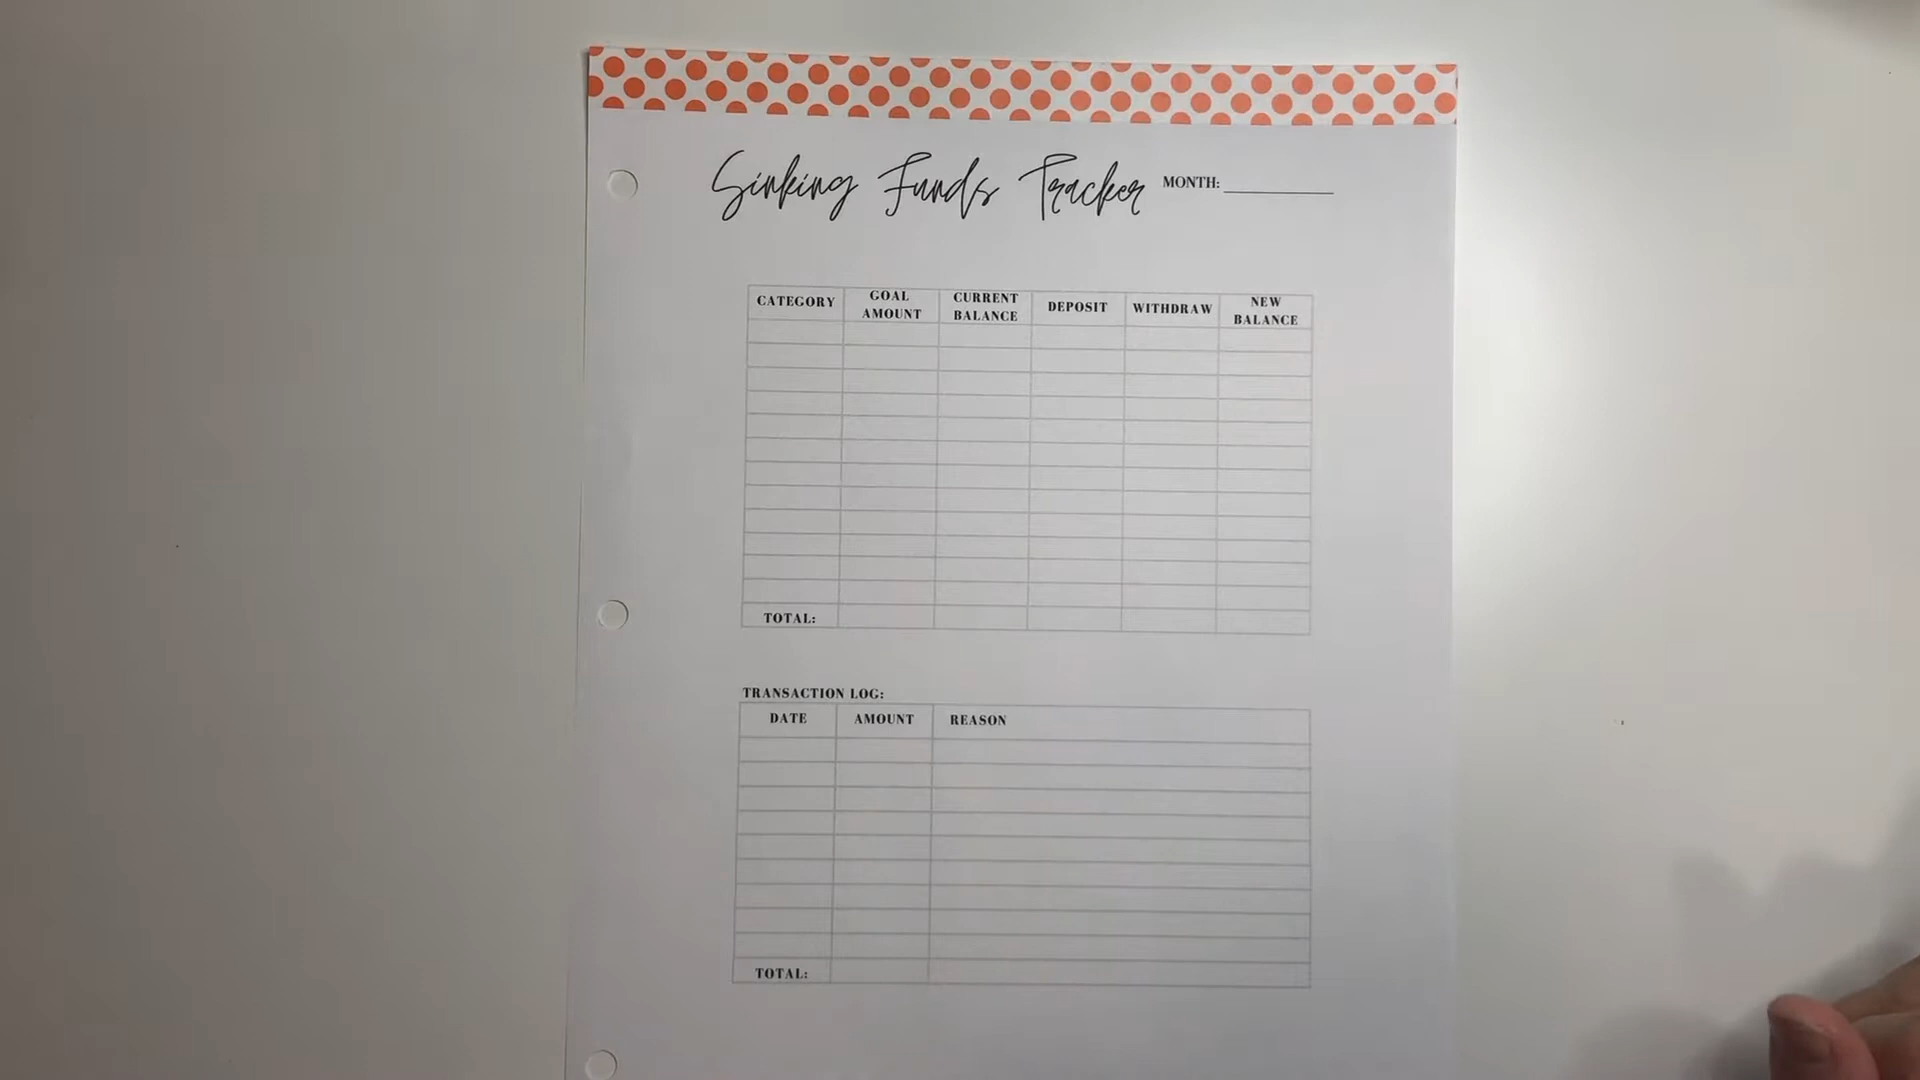 Sinking Funds Tracker MONTH: ____________
CATEGORY GOAL AMOUNT CURRENT BALANCE DEPOSIT WITHDRAW NEW BALANCE
TOTAL:
TRANSACTION LOG:
DATE AMOUNT REASON
TOTAL: